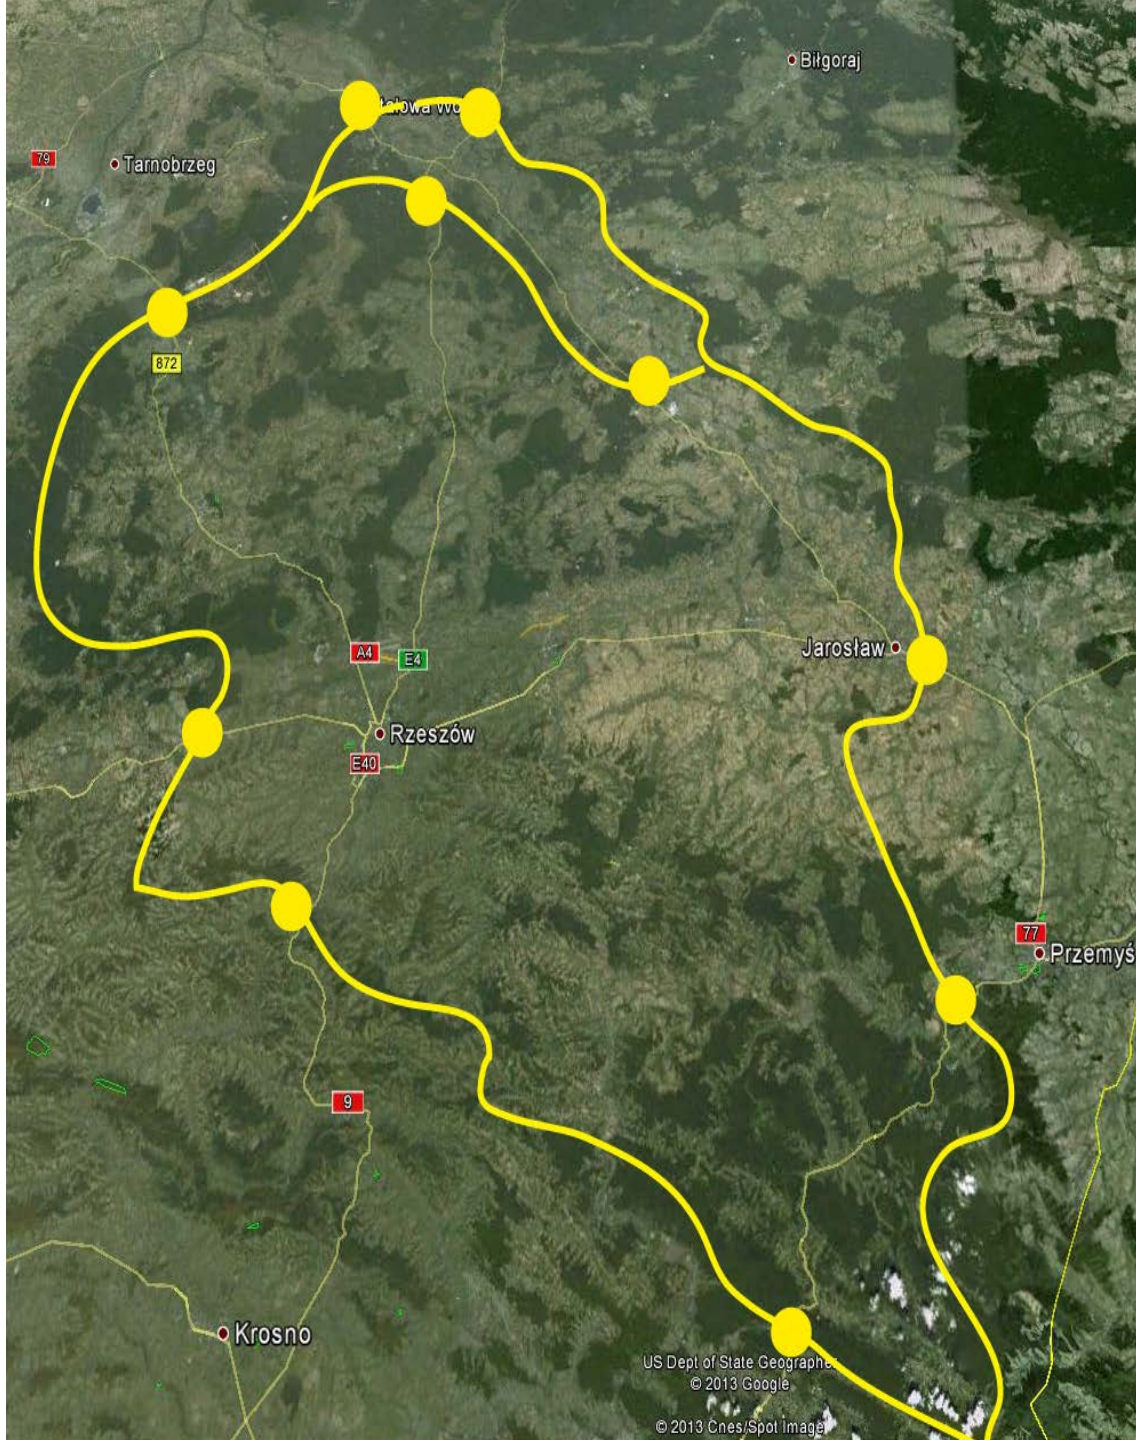 Biłgoraj
79
Tarnobrzeg
872
Jarosław
A4
E4
Rzeszów
E40
77
Przemyś
9
Krosno
US Dept of State Geographer
© 2013 Google
© 2013 Cnes/Spot Image